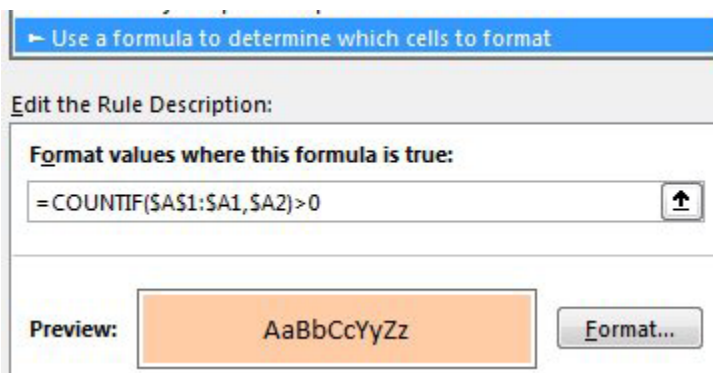 ► Use a formula to determine which cells to format
Edit the Rule Description:
Format values where this formula is true:
=COUNTIF($A$1:$A1,$A2)>0
Preview:
AaBbCcYyZz
Format...